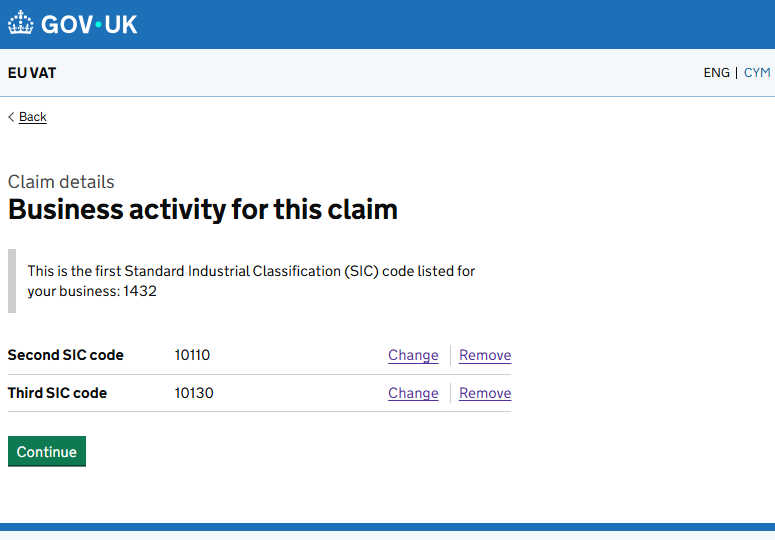 GOV·UK
EU VAT
ENG | CYM
Back
Claim details
Business activity for this claim
This is the first Standard Industrial Classification (SIC) code listed for
your business: 1432
Second SIC code 10110 Change Remove
Third SIC code 10130 Change Remove
Continue